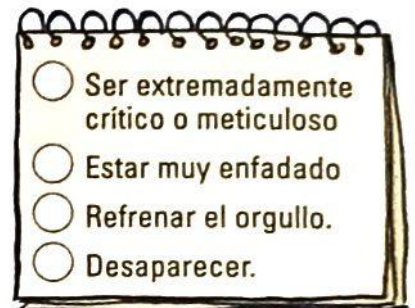 Ser extremadamente
crítico o meticuloso
Estar muy enfadado
Refrenar el orgullo.
Desaparecer.